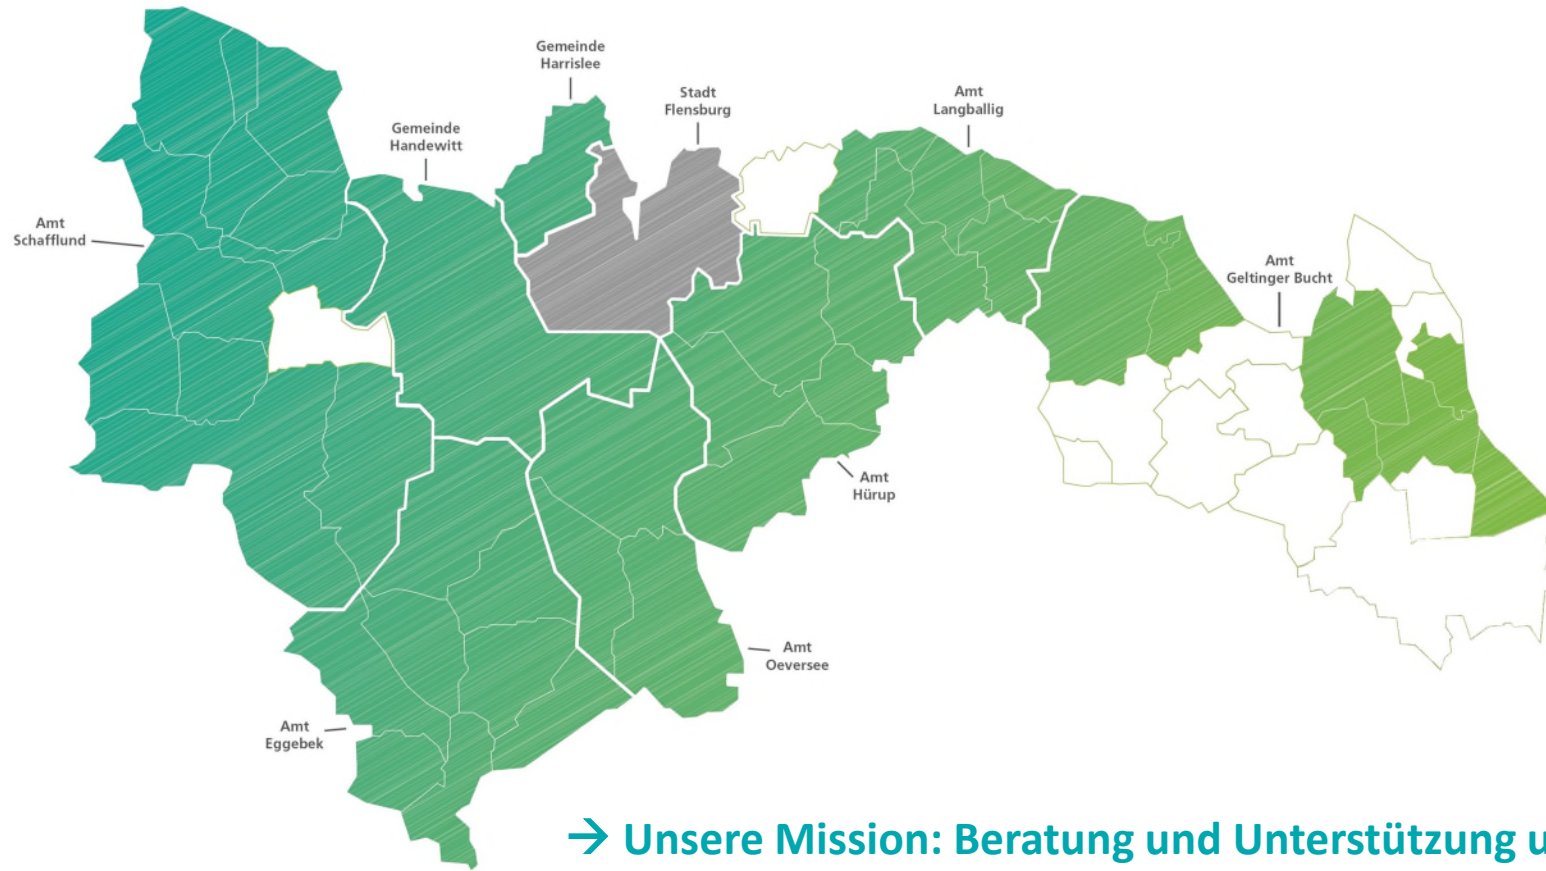 Gemeinde
Harrislee
Stadt
Flensburg
Amt
Langballig
Gemeinde
Handewitt
Amt
Schafflund
Amt
Geltinger Bucht
Amt
Hürup
Amt
Oeversee
Amt
Eggebek
→ Unsere Mission: Beratung und Unterstützung u